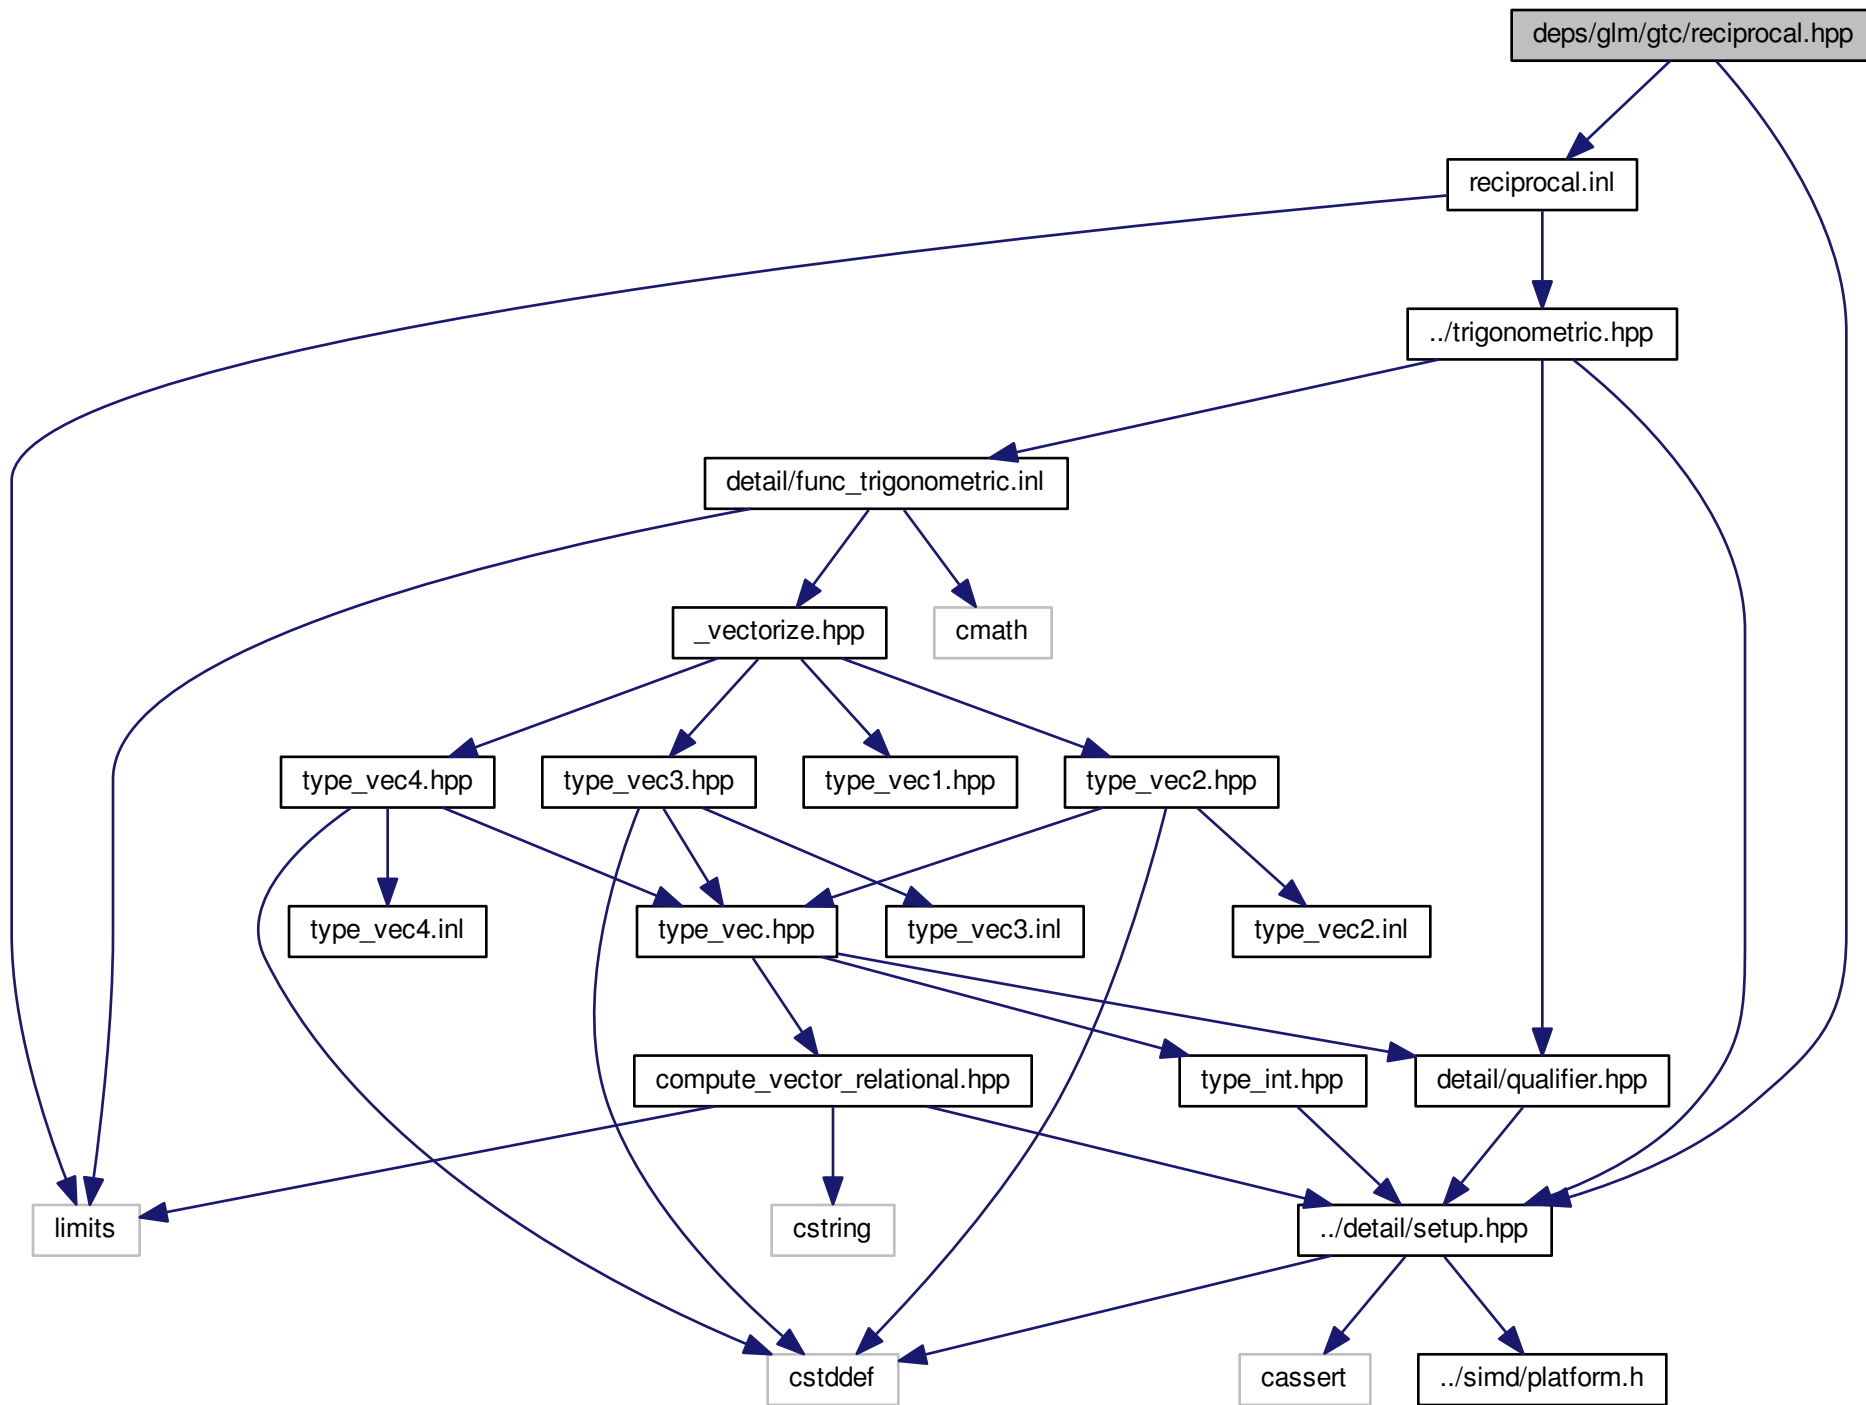 deps/glm/gtc/reciprocal.hpp
reciprocal.inl
../trigonometric.hpp
detail/func_trigonometric.inl
_vectorize.hpp
cmath
type_vec4.hpp
type_vec3.hpp
type_vec1.hpp
type_vec2.hpp
type_vec4.inl
type_vec.hpp
type_vec3.inl
type_vec2.inl
compute_vector_relational.hpp
type_int.hpp
detail/qualifier.hpp
limits
cstring
../detail/setup.hpp
cstddef
cassert
../simd/platform.h